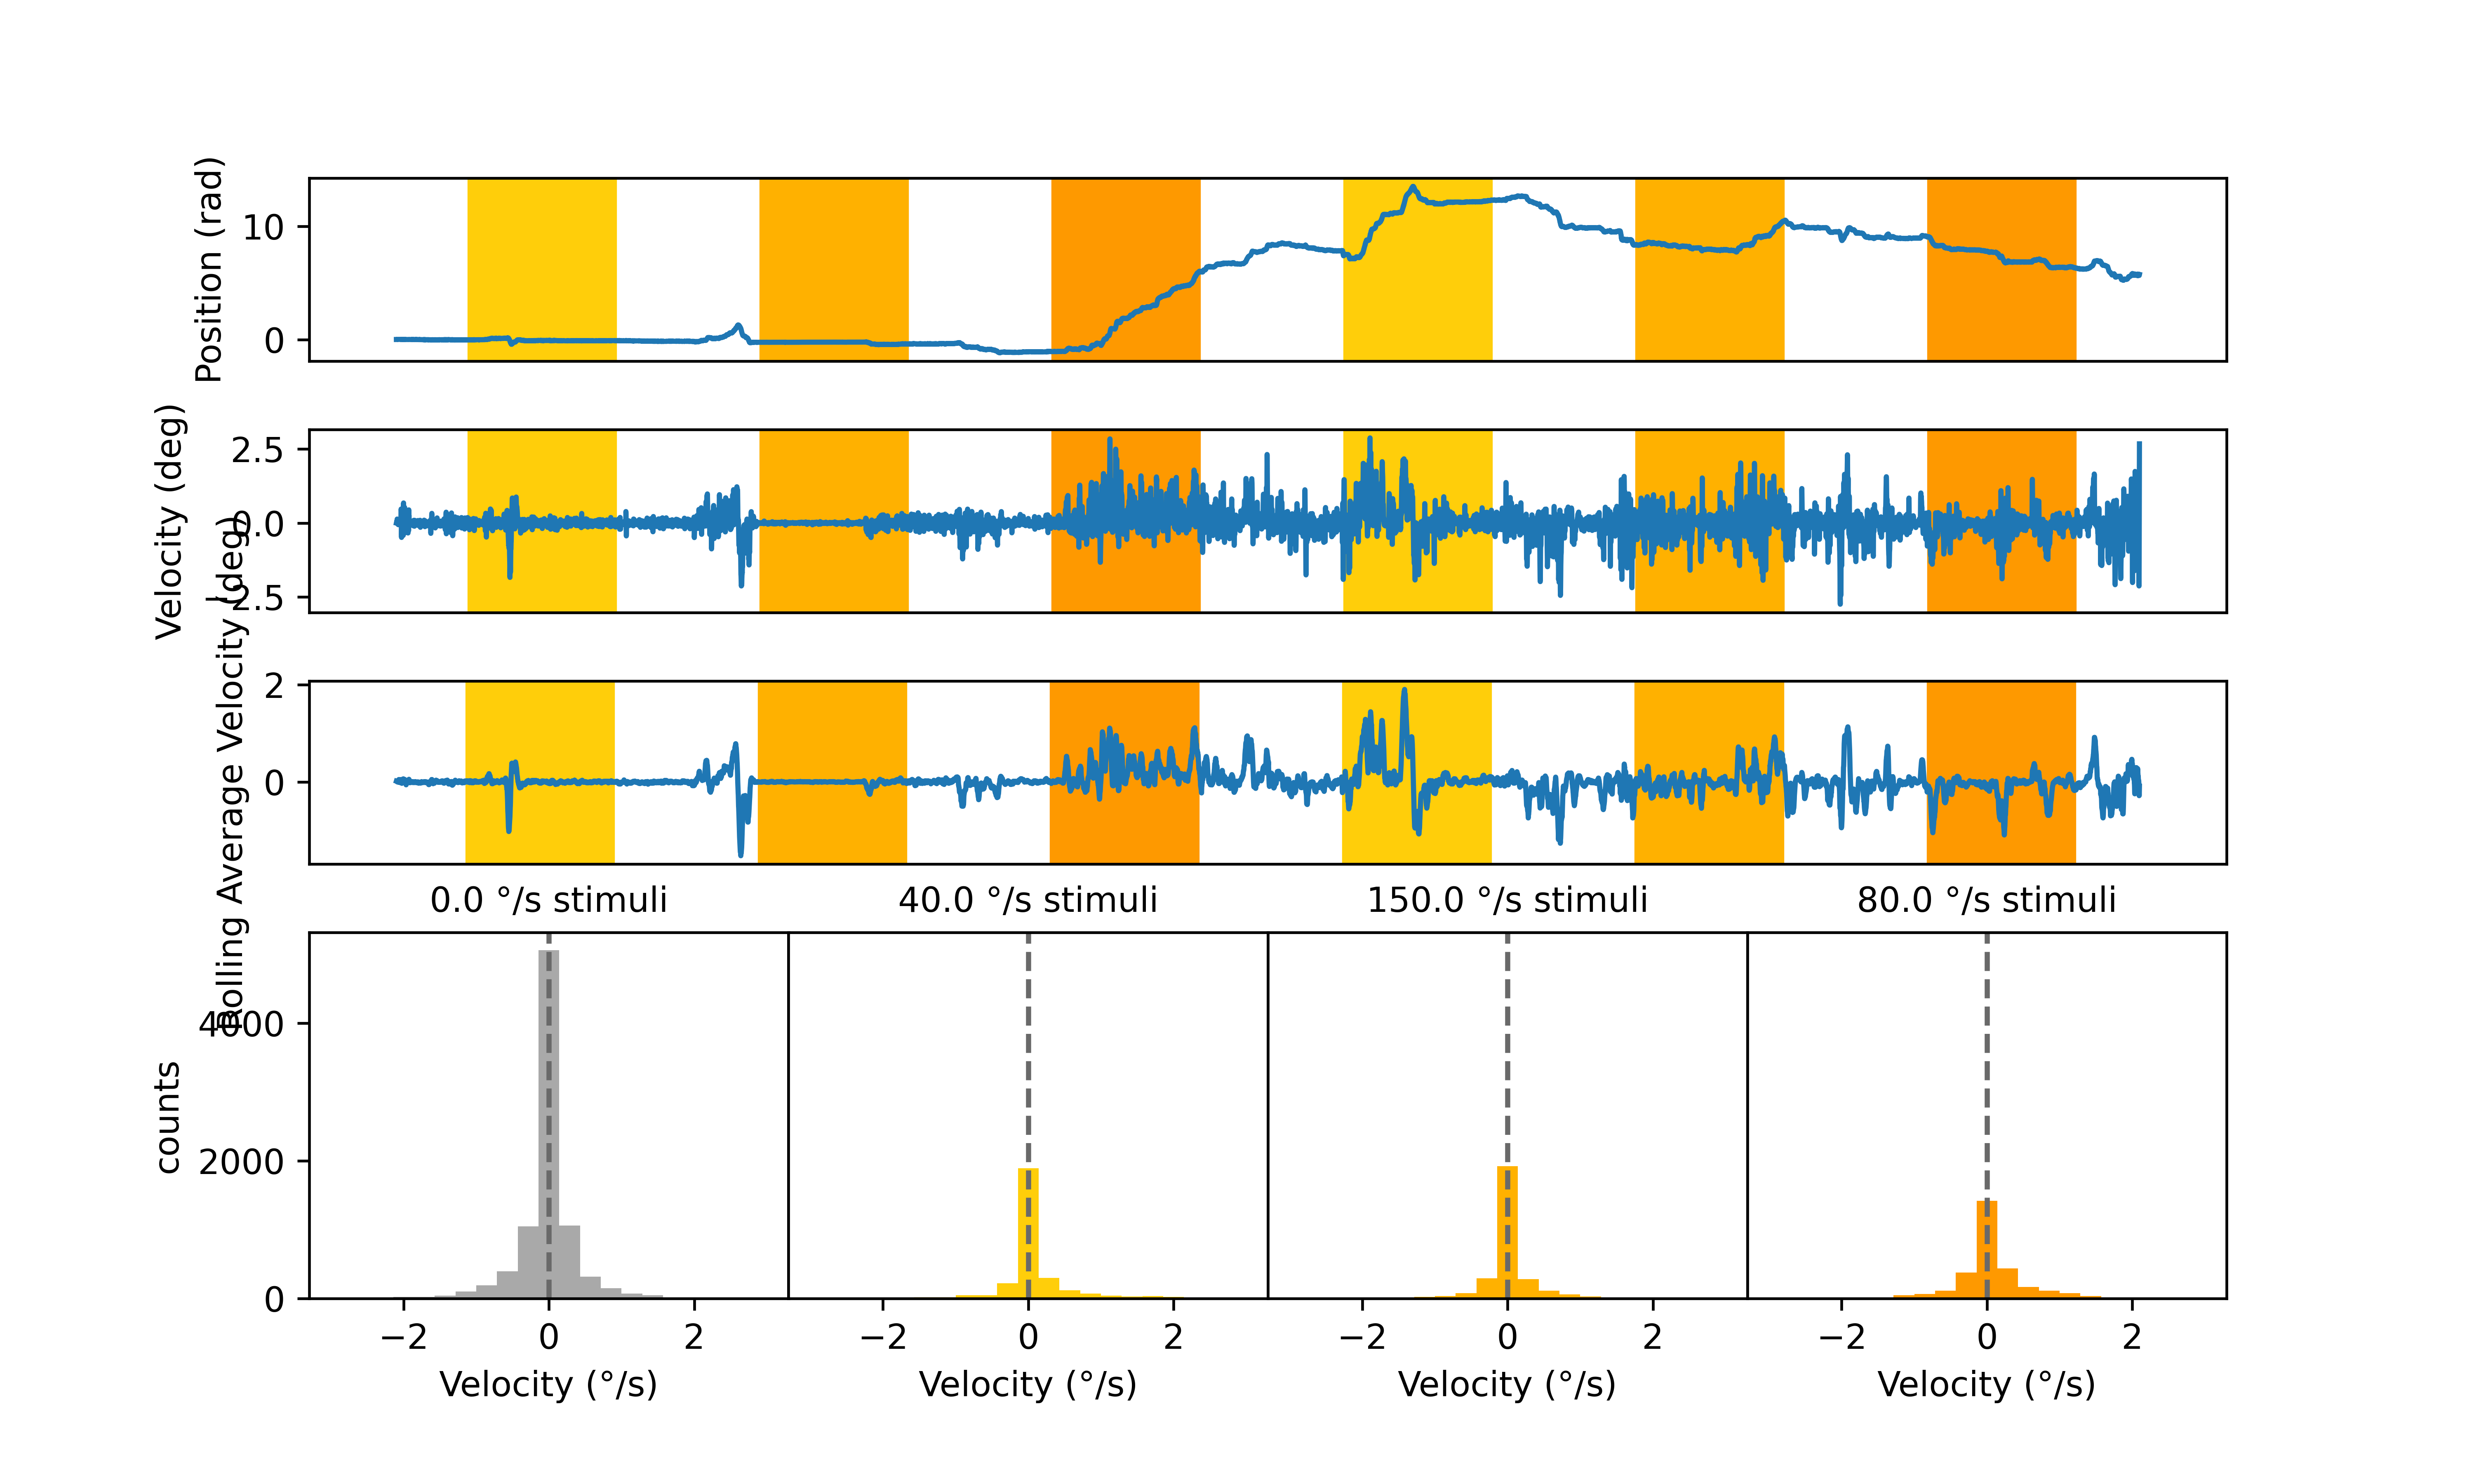 Position (rad)
10
0
Velocity (deg)
2.5
0.0
2.5
Rolling Average Velocity (deg)
2
0
0.0 °/s stimuli
40.0 °/s stimuli
150.0 °/s stimuli
80.0 °/s stimuli
counts
4000
2000
0
−2 0 2
−2 0 2
−2 0 2
−2 0 2
Velocity (°/s)
Velocity (°/s)
Velocity (°/s)
Velocity (°/s)